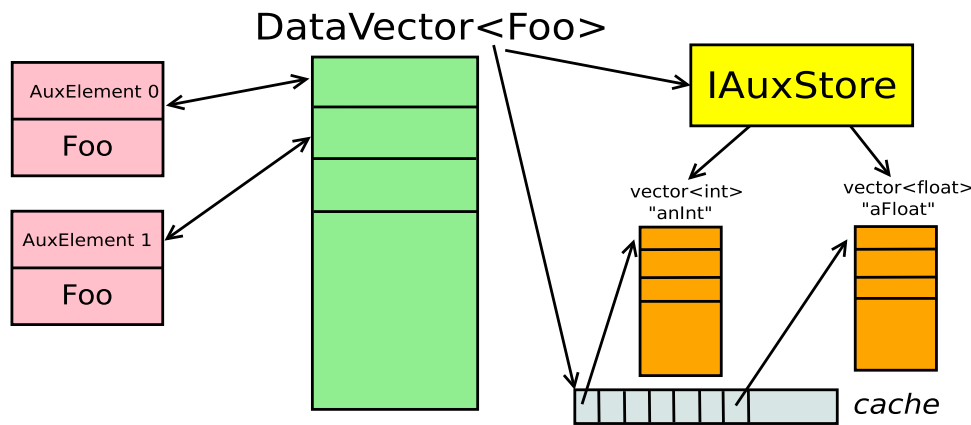 DataVector<Foo>
AuxElement 0
Foo
AuxElement 1
Foo
IAuxStore
vector<int>
"anInt"
vector<float>
"aFloat"
cache